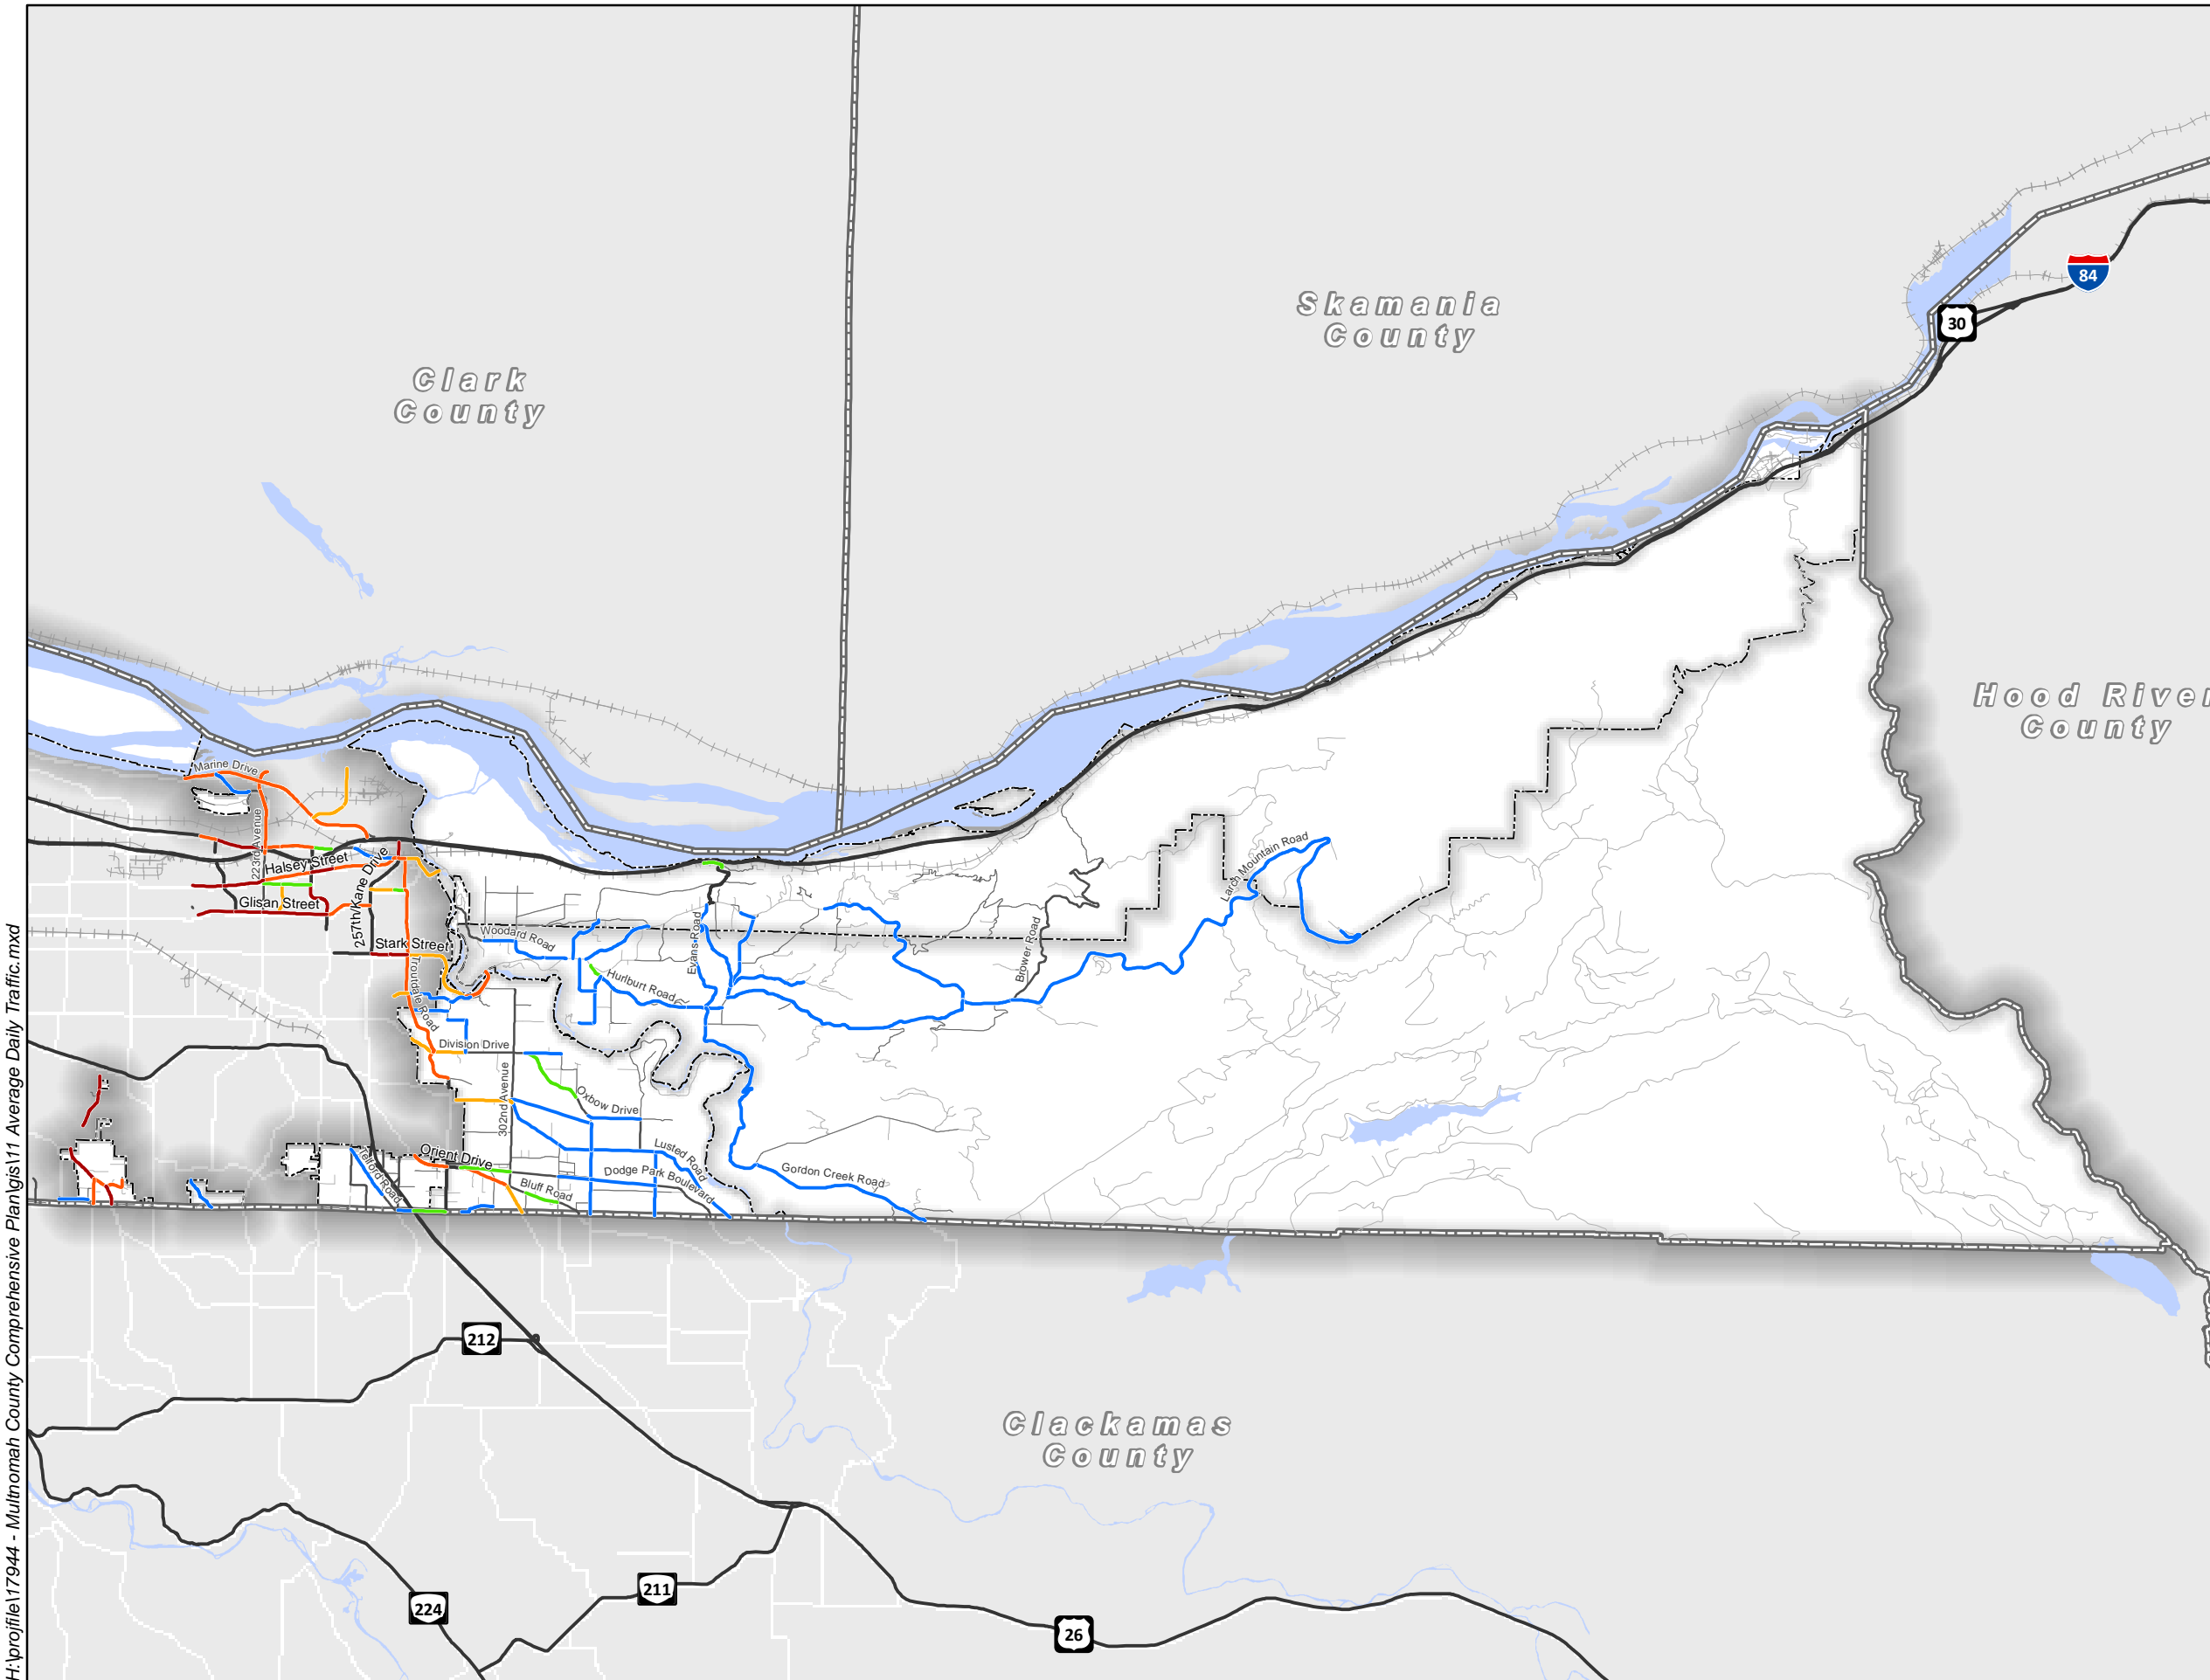 84
30
Skamania
County
Clark
County
Hood River
County
Marine Drive
223rd Avenue
Halsey Street
257th/Kane Drive
Glisan Street
Stark Street
Troutdale Road
Larch Mountain Road
Woodard Road
Evans Road
Hurlburt Road
Brower Road
Division Drive
302nd Avenue
Oxbow Drive
Orient Drive
Telford Road
Lusted Road
Dodge Park Boulevard
Bluff Road
Gordon Creek Road
212
Clackamas
County
211
224
26
H:\projfile\17944 - Multnomah County Comprehensive Plan\gis\11 Average Daily Traffic.mxd